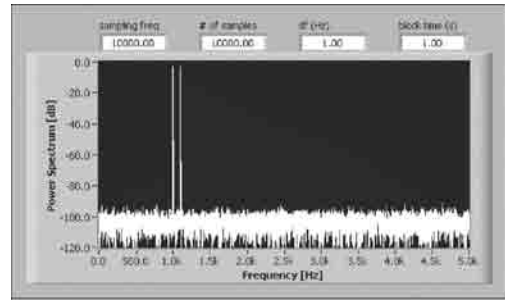 sampling freq # of samples df (Hz) block time (s)
10000.00 10000.00 1.00 1.00
0.0
-20.0
-40.0
-60.0
-80.0
-100.0
-120.0
Power Spectrum [dB]
0.0 500.0 1.0k 1.5k 2.0k 2.5k 3.0k 3.5k 4.0k 4.5k 5.0k
Frequency [Hz]